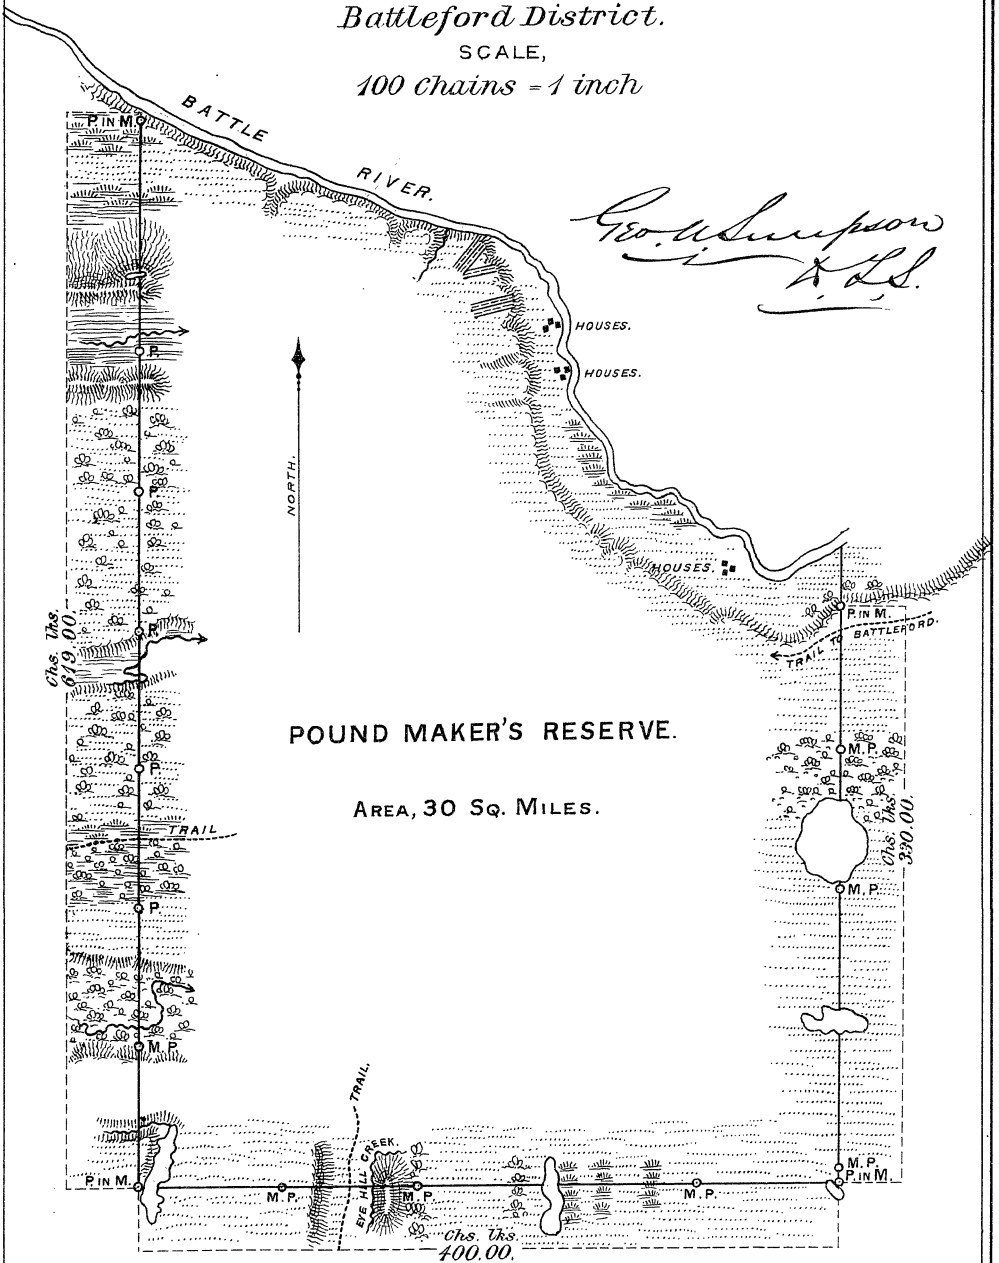 Battleford District.
SCALE,
100 Chains = 1 inch
BATTLE
RIVER.
P. IN M.
Geo. A Simpson
D. L.S.
HOUSES.
P.
HOUSES.
NORTH.
P.
HOUSES.
P. IN M.
TRAIL TO BATTLEFORD.
Chs. lks.
619.00.
P.
POUND MAKER'S RESERVE.
M.P.
P.
AREA, 30 SQ. MILES.
TRAIL
Chs. lks.
330.00.
M.P.
P.
M.P.
TRAIL.
EYE HILL CREEK.
M.P.
P. IN M.
P. IN M.
M.P.
M.P.
M.P.
Chs. lks.
400.00.